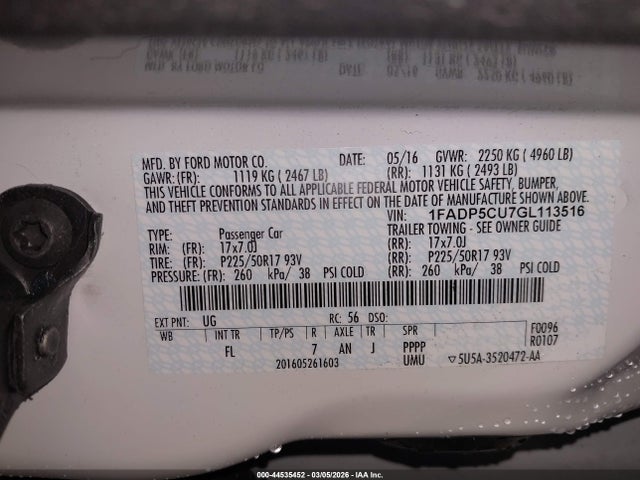 MFD. BY FORD MOTOR CO. DATE: 05/16 GVWR: 2250 KG ( 4960 LB)
GAWR: (FR) 1119 KG ( 2467 LB) (RR) 1131 KG ( 2493 LB)
THIS VEHICLE CONFORMS TO ALL APPLICABLE FEDERAL MOTOR VEHICLE SAFETY, BUMPER,
AND THEFT PREVENTION STANDARDS IN EFFECT ON THE DATE OF MANUFACTURE SHOWN ABOVE.
VIN: 1FADP5CU7GL113516
TYPE: Passenger Car TRAILER TOWING - SEE OWNER GUIDE
RIM: (FR) 17x7.0J (RR) 17x7.0J
TIRE: (FR) P225/50R17 93V (RR) P225/50R17 93V
PRESSURE: (FR) 260 kPa/ 38 PSI COLD (RR) 260 kPa/ 38 PSI COLD
EXT PNT: UG RC: 56 DSO:
WB INT TR TP/PS R AXLE TR SPR F0096
FL 7 AN J PPPP R0107
201605261603 UMU ▽ 5U5A-3520472-AA
000-44535452 | 03/05/2026 - IAA Inc.